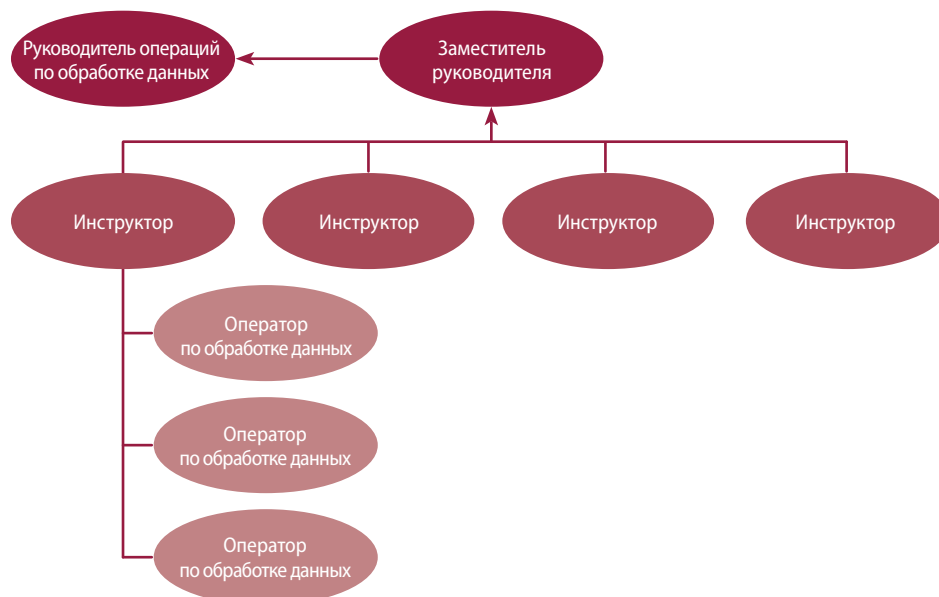 Руководитель операций
по обработке данных
Заместитель
руководителя
Инструктор
Инструктор
Инструктор
Инструктор
Оператор
по обработке данных
Оператор
по обработке данных
Оператор
по обработке данных